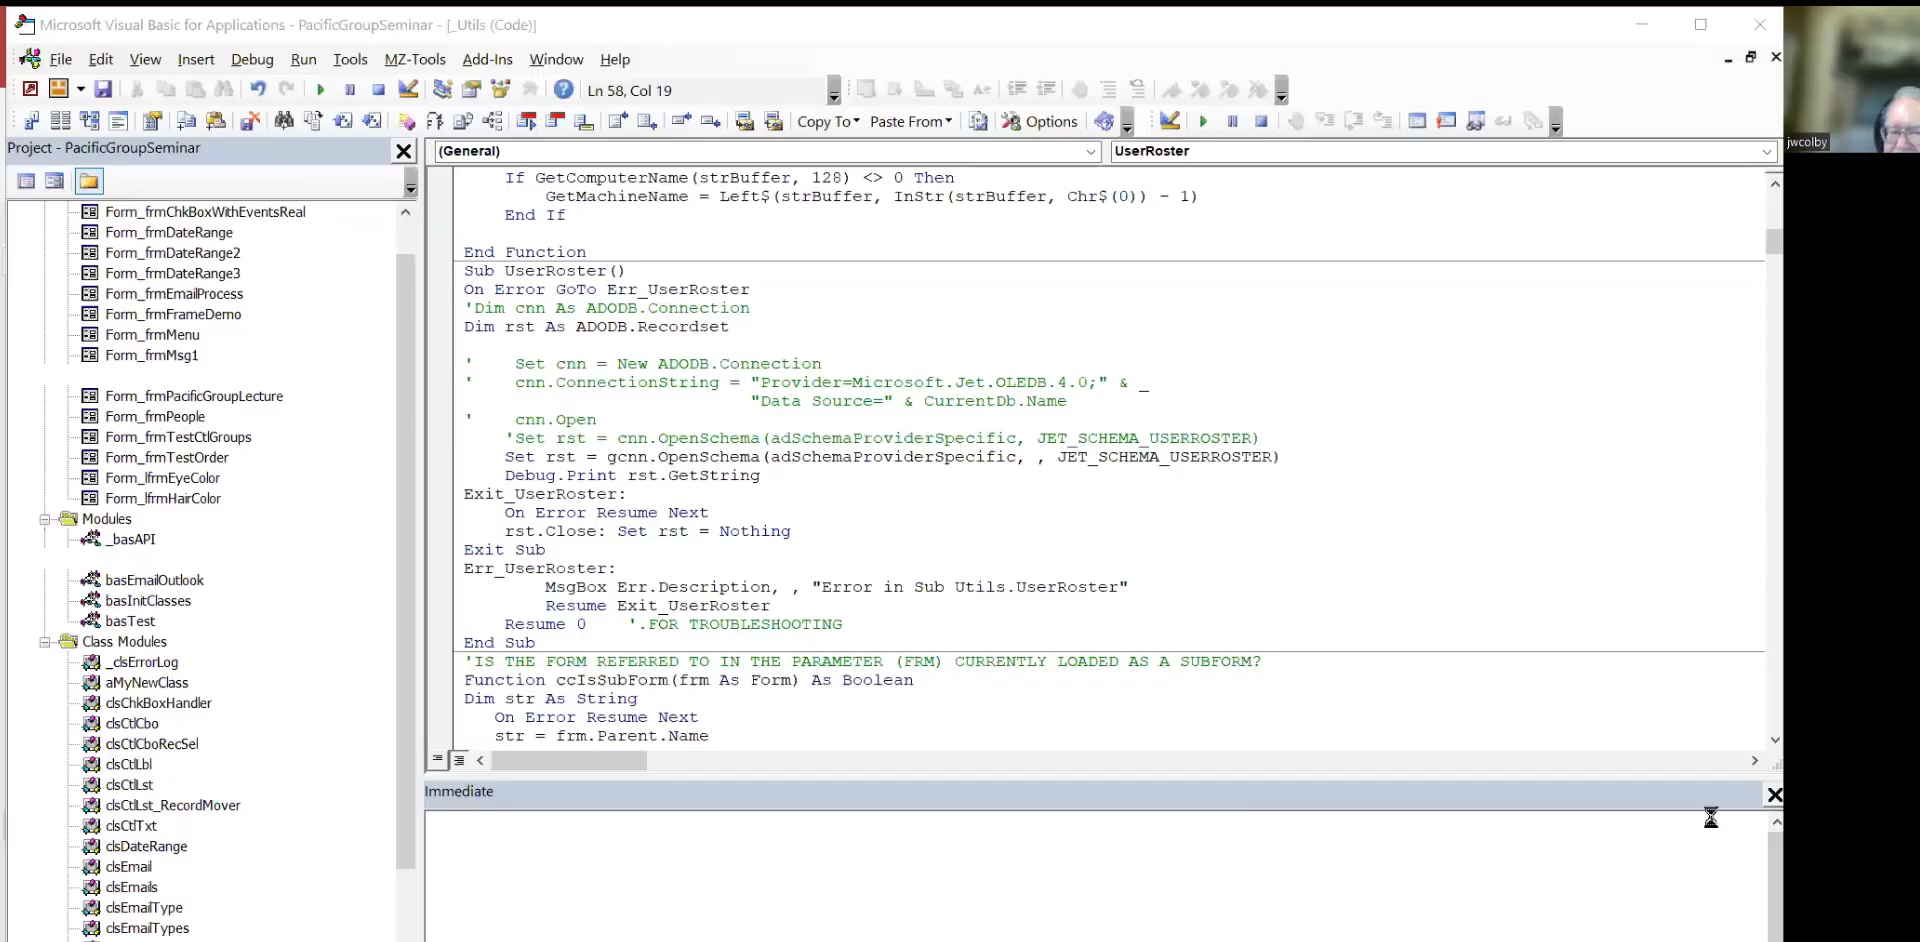 Microsoft Visual Basic for Applications - PacificGroupSeminar - [_Utils (Code)]
File Edit View Insert Debug Run Tools MZ-Tools Add-Ins Window Help
Ln 58, Col 19
Copy To Paste From Options
jwcolby
Project - PacificGroupSeminar
(General) UserRoster
Form_frmChkBoxWithEventsReal
Form_frmDateRange
Form_frmDateRange2
Form_frmDateRange3
Form_frmEmailProcess
Form_frmFrameDemo
Form_frmMenu
Form_frmMsg1
Form_frmPacificGroupLecture
Form_frmPeople
Form_frmTestCtlGroups
Form_frmTestOrder
Form_lfrmEyeColor
Form_lfrmHairColor
Modules
_basAPI
basEmailOutlook
basInitClasses
basTest
Class Modules
_clsErrorLog
aMyNewClass
clsChkBoxHandler
clsCtlCbo
clsCtlCboRecSel
clsCtlLbl
clsCtlLst
clsCtlLst_RecordMover
clsCtlTxt
clsDateRange
clsEmail
clsEmails
clsEmailType
clsEmailTypes
If GetComputerName(strBuffer, 128) <> 0 Then
GetMachineName = Left$(strBuffer, InStr(strBuffer, Chr$(0)) - 1)
End If
End Function
Sub UserRoster()
On Error GoTo Err_UserRoster
'Dim cnn As ADODB.Connection
Dim rst As ADODB.Recordset
' Set cnn = New ADODB.Connection
' cnn.ConnectionString = "Provider=Microsoft.Jet.OLEDB.4.0;" & _
"Data Source=" & CurrentDb.Name
' cnn.Open
'Set rst = cnn.OpenSchema(adSchemaProviderSpecific, JET_SCHEMA_USERROSTER)
Set rst = gcnn.OpenSchema(adSchemaProviderSpecific, , JET_SCHEMA_USERROSTER)
Debug.Print rst.GetString
Exit_UserRoster:
On Error Resume Next
rst.Close: Set rst = Nothing
Exit Sub
Err_UserRoster:
MsgBox Err.Description, , "Error in Sub Utils.UserRoster"
Resume Exit_UserRoster
Resume 0 '.FOR TROUBLESHOOTING
End Sub
'IS THE FORM REFERRED TO IN THE PARAMETER (FRM) CURRENTLY LOADED AS A SUBFORM?
Function ccIsSubForm(frm As Form) As Boolean
Dim str As String
On Error Resume Next
str = frm.Parent.Name
Immediate